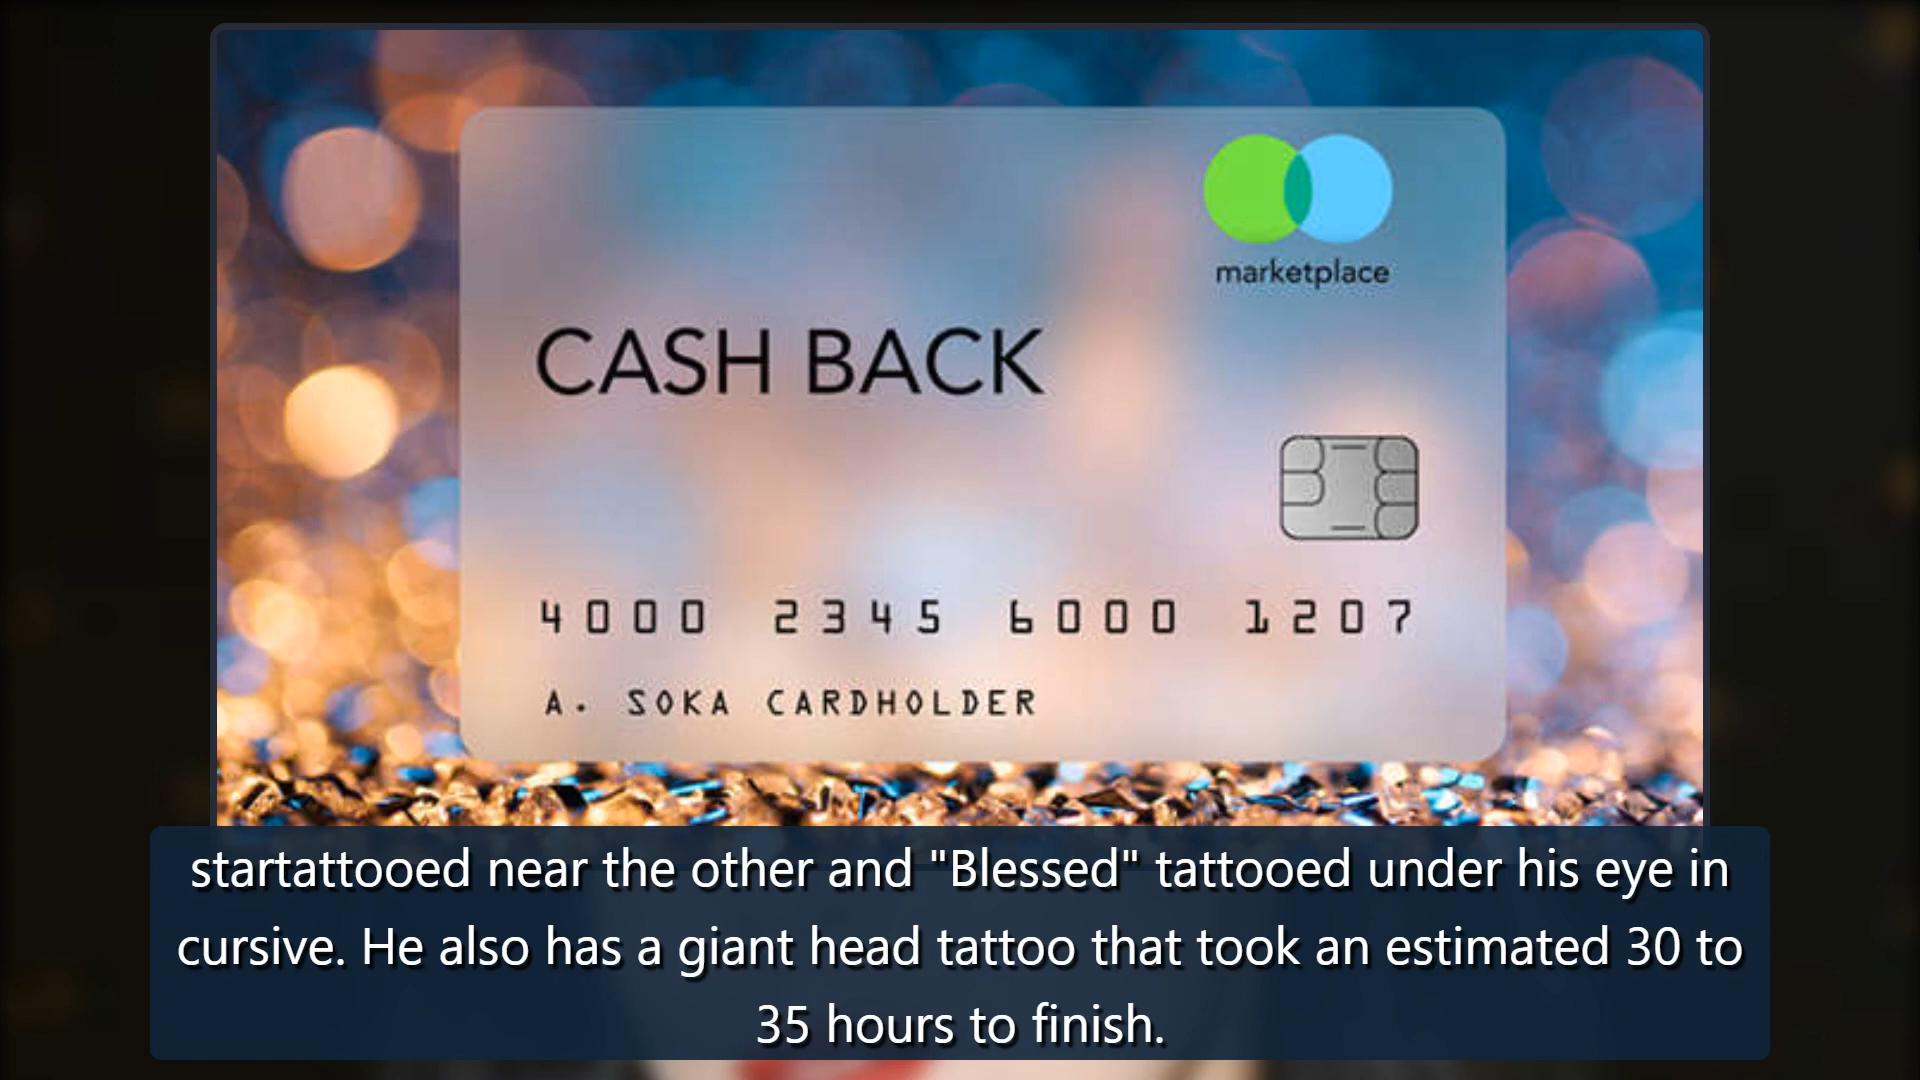 marketplace
CASH BACK
4000 2345 6000 1207
A. SOKA CARDHOLDER
startattooed near the other and "Blessed" tattooed under his eye in
cursive. He also has a giant head tattoo that took an estimated 30 to
35 hours to finish.